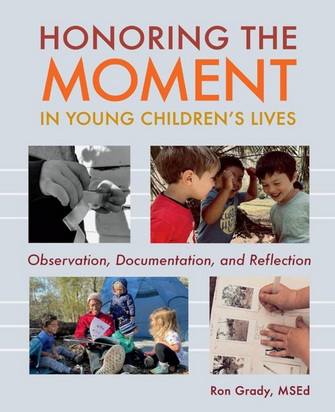 HONORING THE
MOMENT
IN YOUNG CHILDREN'S LIVES
Observation, Documentation, and Reflection
Ron Grady, MSEd